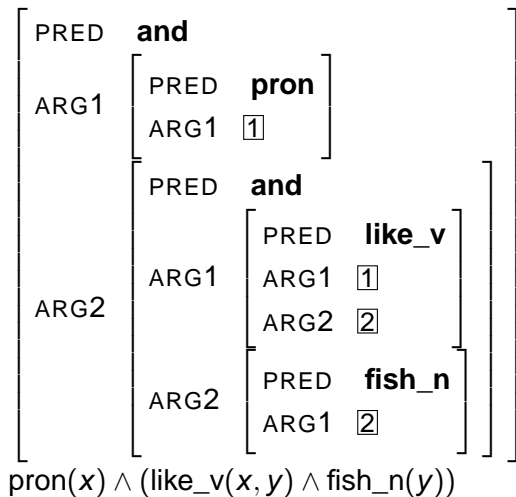 PRED and
PRED pron
ARG1
ARG1 1
PRED and
PRED like_v
ARG1
ARG1 1
ARG2
ARG2 2
PRED fish_n
ARG2
ARG1 2
pron(x) ∧ (like_v(x, y) ∧ fish_n(y))